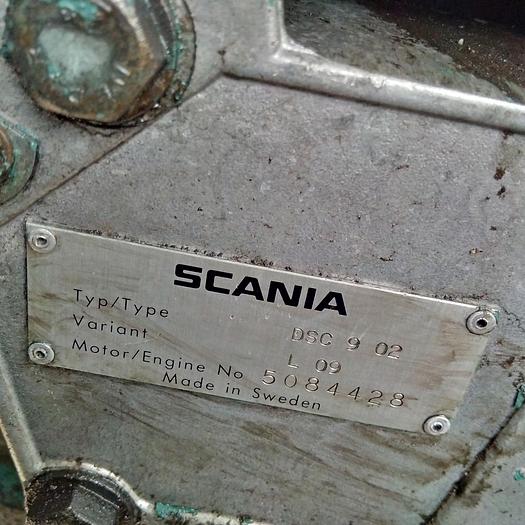 SCANIA
Typ/Type DSC 9 02
Variant L 09
Motor/Engine No 5084428
Made in Sweden